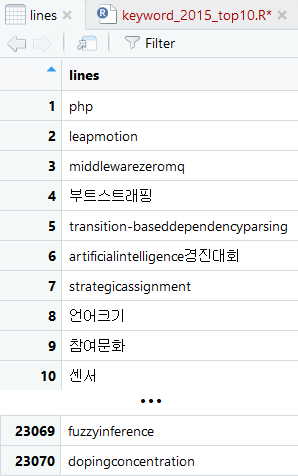 lines
keyword_2015_top10.R*
Filter
lines
1 php
2 leapmotion
3 middlewarezeromq
4 부트스트래핑
5 transition-baseddependencyparsing
6 artificialintelligence경진대회
7 strategicassignment
8 언어크기
9 참여문화
10 센서
•••
23069 fuzzyinference
23070 dopingconcentration